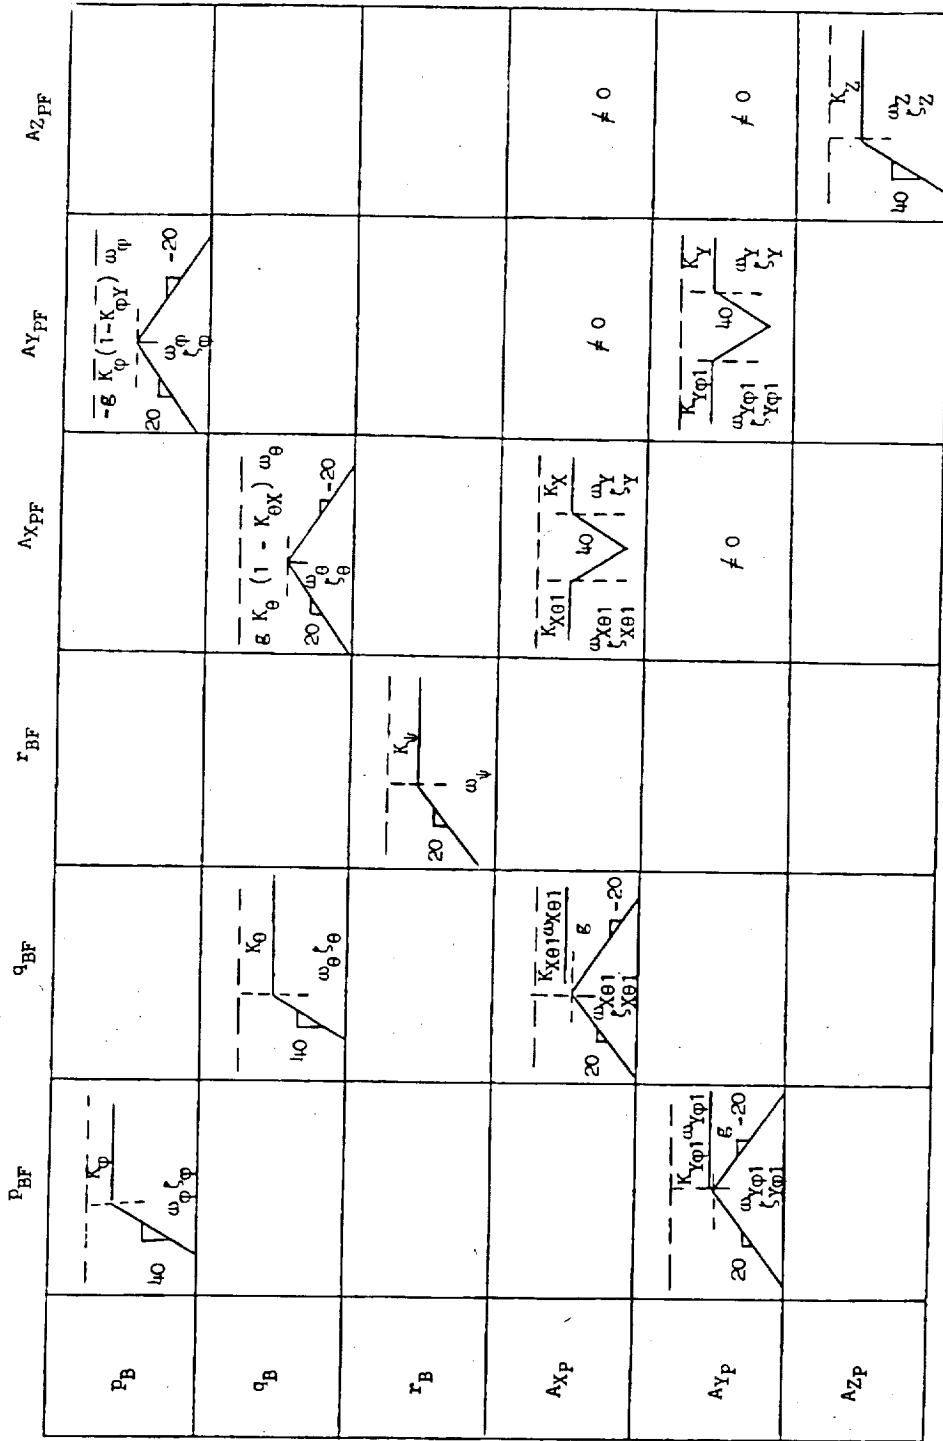 p_BF q_BF r_BF A_XPF A_YPF A_ZPF
p_B
K_φ
40
ω_φ ζ_φ
-g K_φ (1-K_φY) ω_φ
20
-20
ω_φ
ζ_φ
q_B
K_θ
40
ω_θ ζ_θ
g K_θ (1 - K_θX) ω_θ
20
-20
ω_θ
ζ_θ
r_B
K_ψ
20
ω_ψ
A_XP
K_Xθ1 ω_Xθ1
g
20
-20
ω_Xθ1
ζ_Xθ1
K_Xθ1
K_X
40
ω_Xθ1
ζ_Xθ1
ω_Y
ζ_Y
≠ 0
≠ 0
A_YP
K_Yφ1 ω_Yφ1
g
20
-20
ω_Yφ1
ζ_Yφ1
≠ 0
K_Yφ1
K_Y
40
ω_Yφ1
ζ_Yφ1
ω_Y
ζ_Y
≠ 0
A_ZP
K_Z
40
ω_Z
ζ_Z